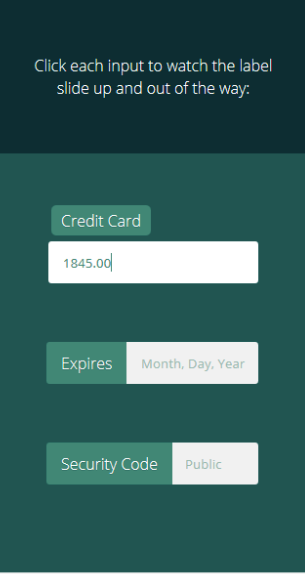 Click each input to watch the label
slide up and out of the way:
Credit Card
1845.00
Expires Month, Day, Year
Security Code Public